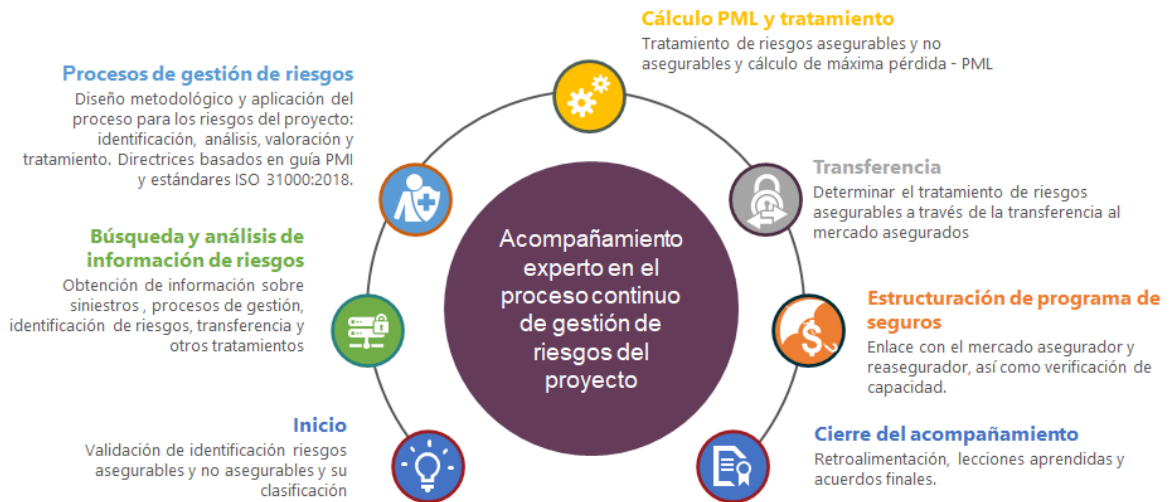 Cálculo PML y tratamiento
Tratamiento de riesgos asegurables y no
asegurables y cálculo de máxima pérdida - PML
Procesos de gestión de riesgos
Diseño metodológico y aplicación del
proceso para los riesgos del proyecto:
identificación, análisis, valoración y
tratamiento. Directrices basados en guía PMI
y estándares ISO 31000:2018.
Transferencia
Determinar el tratamiento de riesgos
asegurables a través de la transferencia al
mercado asegurados
Búsqueda y análisis de
información de riesgos
Obtención de información sobre
siniestros , procesos de gestión,
identificación de riesgos, transferencia y
otros tratamientos
Acompañamiento
experto en el
proceso continuo
de gestión de
riesgos del
proyecto
Estructuración de programa de
seguros
Enlace con el mercado asegurador y
reasegurador, así como verificación de
capacidad.
Inicio
Validación de identificación riesgos
asegurables y no asegurables y su
clasificación
Cierre del acompañamiento
Retroalimentación, lecciones aprendidas y
acuerdos finales.